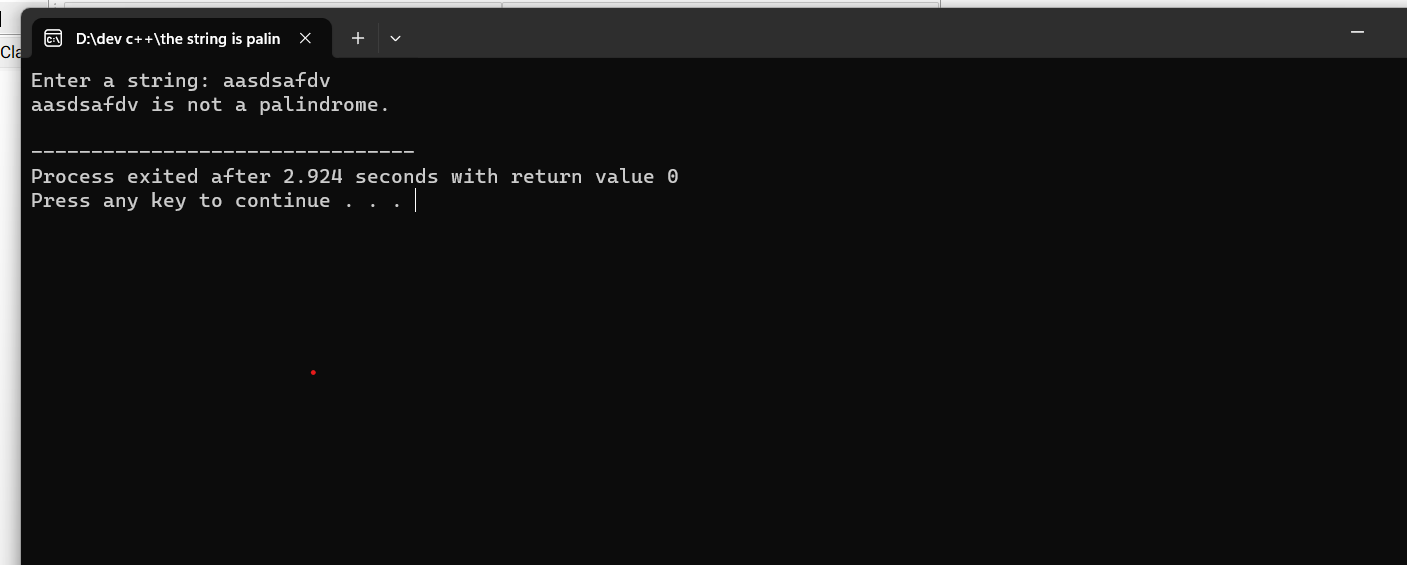 D:\dev c++\the string is palin
Cla
Enter a string: aasdsafdv
aasdsafdv is not a palindrome.
--------------------------------
Process exited after 2.924 seconds with return value 0
Press any key to continue . . .